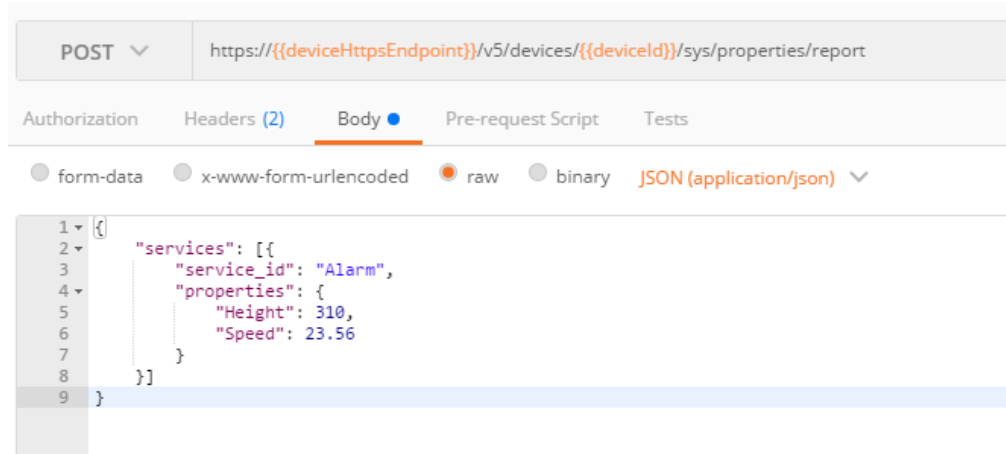 POST https://{{deviceHttpsEndpoint}}/v5/devices/{{deviceId}}/sys/properties/report
Authorization Headers (2) Body Pre-request Script Tests
form-data x-www-form-urlencoded raw binary JSON (application/json)
1 {
2 "services": [{
3 "service_id": "Alarm",
4 "properties": {
5 "Height": 310,
6 "Speed": 23.56
7 }
8 }]
9 }